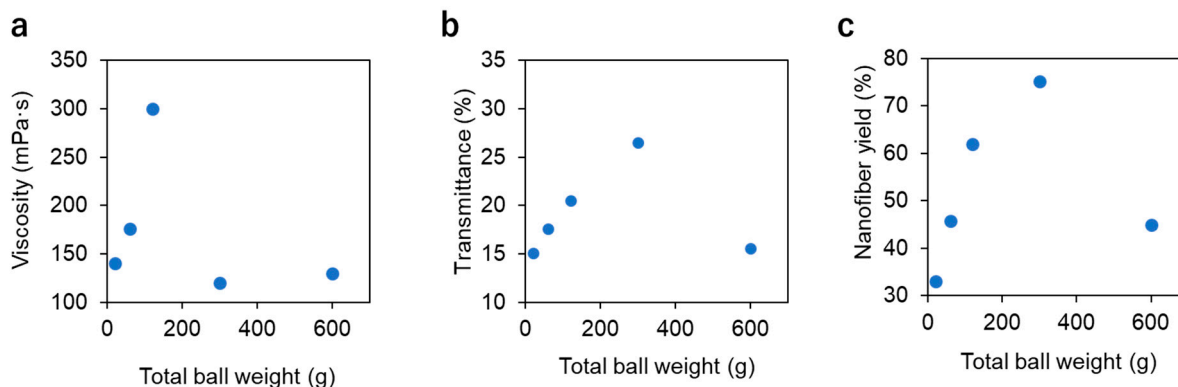 a
Viscosity (mPa·s)
350
300
250
200
150
100
0 200 400 600
Total ball weight (g)
b
Transmittance (%)
35
30
25
20
15
10
0 200 400 600
Total ball weight (g)
c
Nanofiber yield (%)
80
70
60
50
40
30
0 200 400 600
Total ball weight (g)